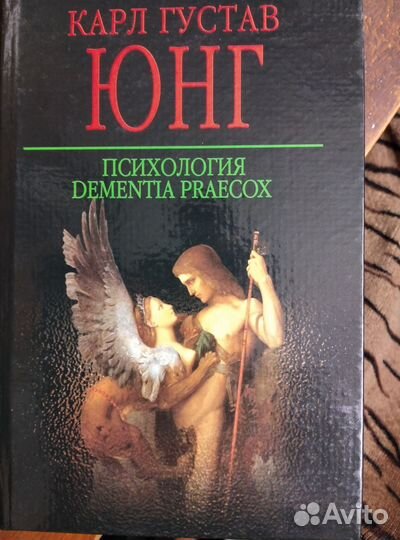 КАРЛ ГУСТАВ
ЮНГ
ПСИХОЛОГИЯ
DEMENTIA PRAECOX
Avito